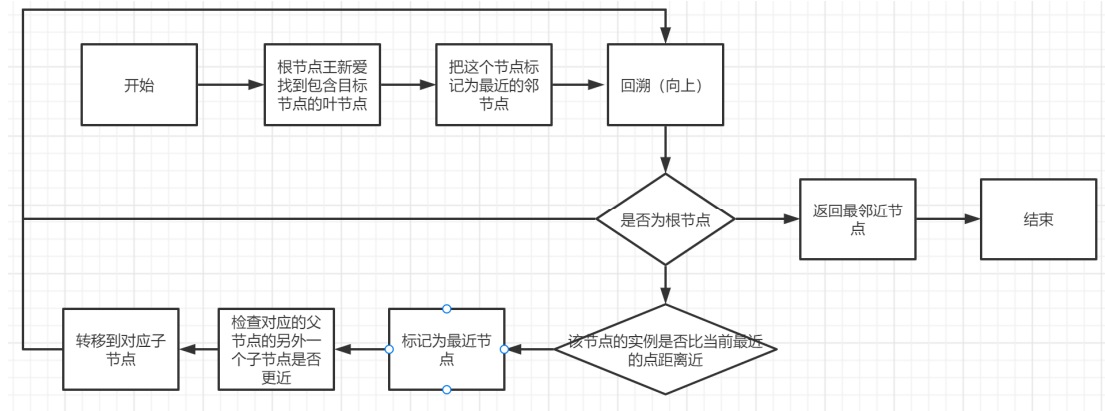 开始
根节点王新爱
找到包含目标
节点的叶节点
把这个节点标
记为最近的邻
节点
回溯（向上）
是否为根节点
返回最邻近节
点
结束
转移到对应子
节点
检查对应的父
节点的另外一
个子节点是否
更近
标记为最近节
点
该节点的实例是否比当前最近
的点距离近